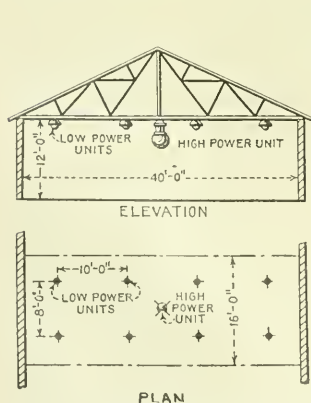 LOW POWER
UNITS
HIGH POWER UNIT
12'-0"
40'-0"
ELEVATION
10'-0"
8'-0"
LOW POWER
UNITS
HIGH
POWER
UNIT
16'-0"
PLAN